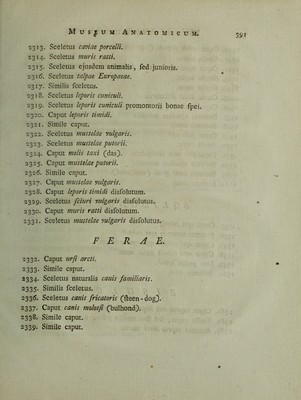 MUSEUM ANATOMICUM. 391
2313. Sceletus caviae porcelli.
2314. Sceletus muris ratti.
2315. Sceletus ejusdem animalis, sed junioris.
2316. Sceletus talpae Europaeae.
2317. Similis sceletus.
2318. Sceletus leporis cuniculi.
2319. Sceletus leporis cuniculi promontorii bonae spei.
2320. Caput leporis timidi.
2321. Simile caput.
2322. Sceletus mustelae vulgaris.
2323. Sceletus mustelae putorii.
2324. Caput melis taxi (das).
2325. Caput mustelae putorii.
2326. Simile caput.
2327. Caput mustelae vulgaris.
2328. Caput leporis timidi dissolutum.
2329. Sceletus sciuri vulgaris dissolutus.
2330. Caput muris ratti dissolutum.
2331. Sceletus mustelae vulgaris dissolutus.
FERAE.
2332. Caput ursi arcti.
2333. Simile caput.
2334. Sceletus naturalis canis familiaris.
2335. Similis sceletus.
2336. Sceletus canis fricatoris (steen-dog).
2337. Caput canis molossi (bulhond).
2338. Simile caput.
2339. Simile caput.